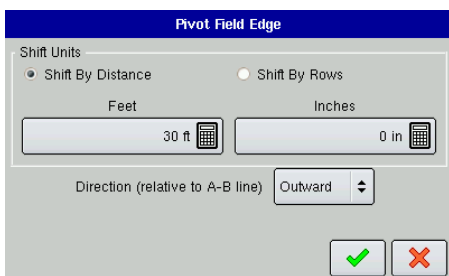 Pivot Field Edge
Shift Units
Shift By Distance Shift By Rows
Feet Inches
30 ft 0 in
Direction (relative to A-B line) Outward